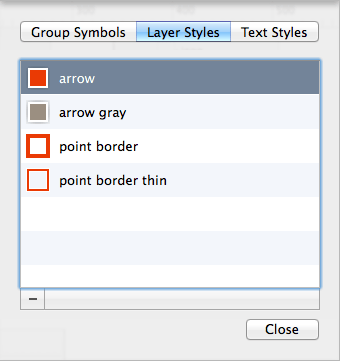 Group Symbols Layer Styles Text Styles
arrow
arrow gray
point border
point border thin
Close